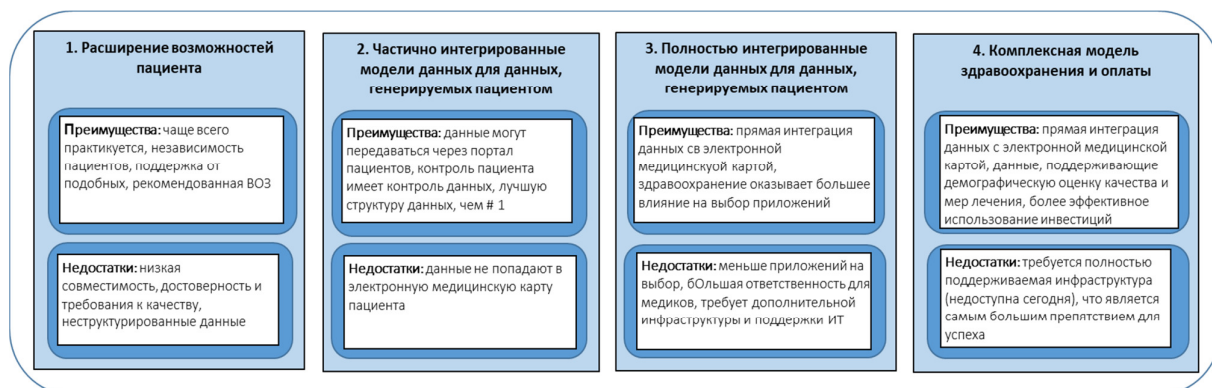 1. Расширение возможностей
пациента
Преимущества: чаще всего
практикуется, независимость
пациентов, поддержка от
подобных, рекомендованная ВОЗ
Недостатки: низкая
совместимость, достоверность и
требования к качеству,
неструктурированные данные
2. Частично интегрированные
модели данных для данных,
генерируемых пациентом
Преимущества: данные могут
передаваться через портал
пациентов, контроль пациента
имеет контроль данных, лучшую
структуру данных, чем # 1
Недостатки: данные не попадают в
электронную медицинскую карту
пациента
3. Полностью интегрированные
модели данных для данных,
генерируемых пациентом
Преимущества: прямая интеграция
данных св электронной
медицинскуой картой,
здравоохранение оказывает большее
влияние на выбор приложений
Недостатки: меньше приложений на
выбор, бОльшая ответственность для
медиков, требует дополнительной
инфраструктуры и поддержки ИТ
4. Комплексная модель
здравоохранения и оплаты
Преимущества: прямая интеграция
данных с электронной медицинской
картой, данные, поддерживающие
демографическую оценку качества и
мер лечения, более эффективное
использование инвестиций
Недостатки: требуется полностью
поддерживаемая инфраструктура
(недоступна сегодня), что является
самым большим препятствием для
успеха